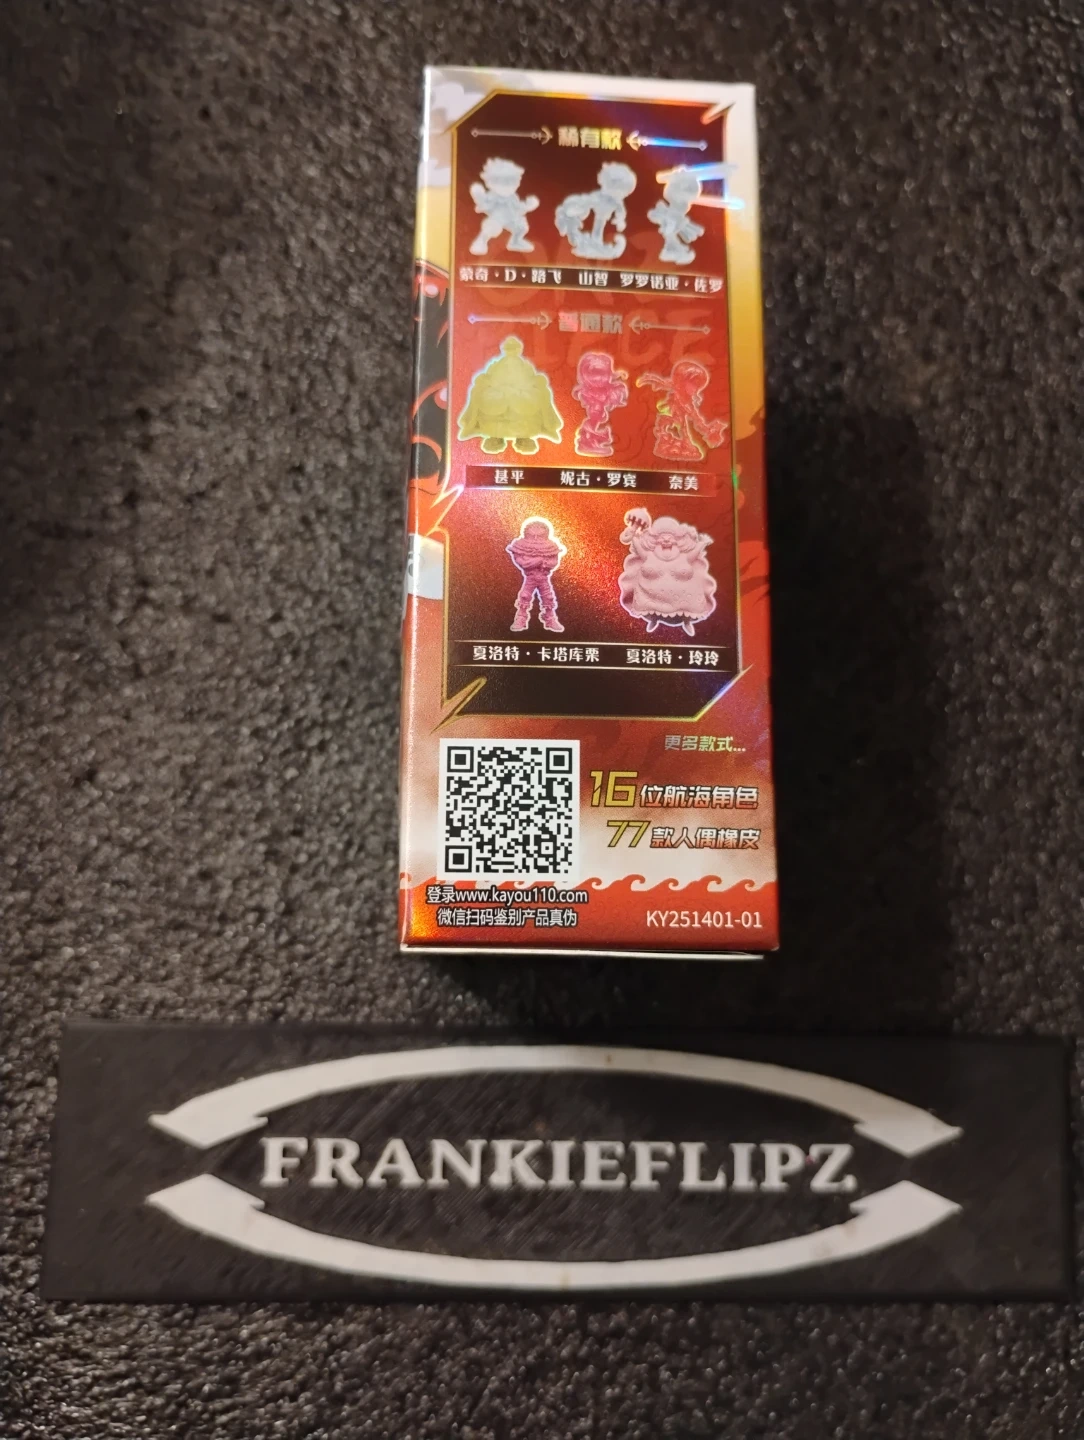 稀有款
蒙奇·D·路飞 山智 罗罗诺亚·佐罗
ONE
PIECE
普通款
甚平 妮古·罗宾 奈美
夏洛特·卡塔库栗 夏洛特·玲玲
更多款式...
16位航海角色
77款人偶橡皮
登录www.kayou110.com
微信扫码鉴别产品真伪
KY251401-01
FRANKIEFLIPZ